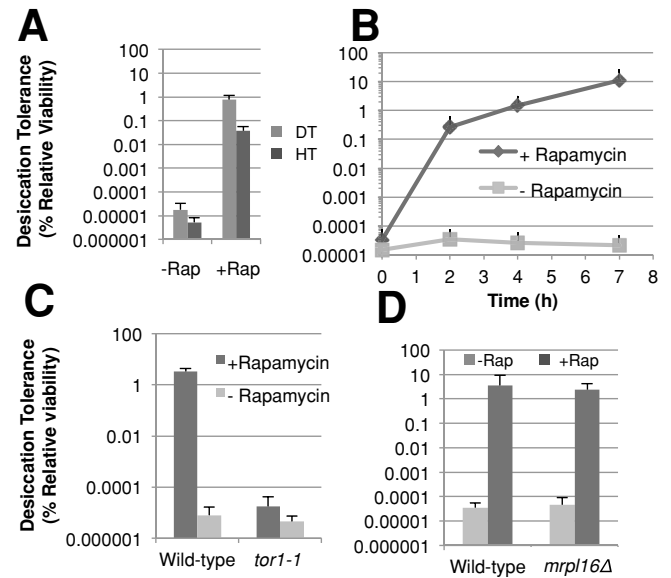 A
Desiccation Tolerance
(% Relative Viability)
100
10
1
0.1
0.01
0.001
0.0001
0.00001
0.000001
-Rap +Rap
DT
HT
B
100
10
1
0.1
0.01
0.001
0.0001
0.00001
+ Rapamycin
- Rapamycin
0 1 2 3 4 5 6 7 8
Time (h)
C
Desiccation Tolerance
(% Relative viability)
100
1
0.01
0.0001
0.000001
+Rapamycin
- Rapamycin
Wild-type tor1-1
D
100
10
1
0.1
0.01
0.001
0.0001
0.00001
0.000001
-Rap +Rap
Wild-type mrpl16Δ